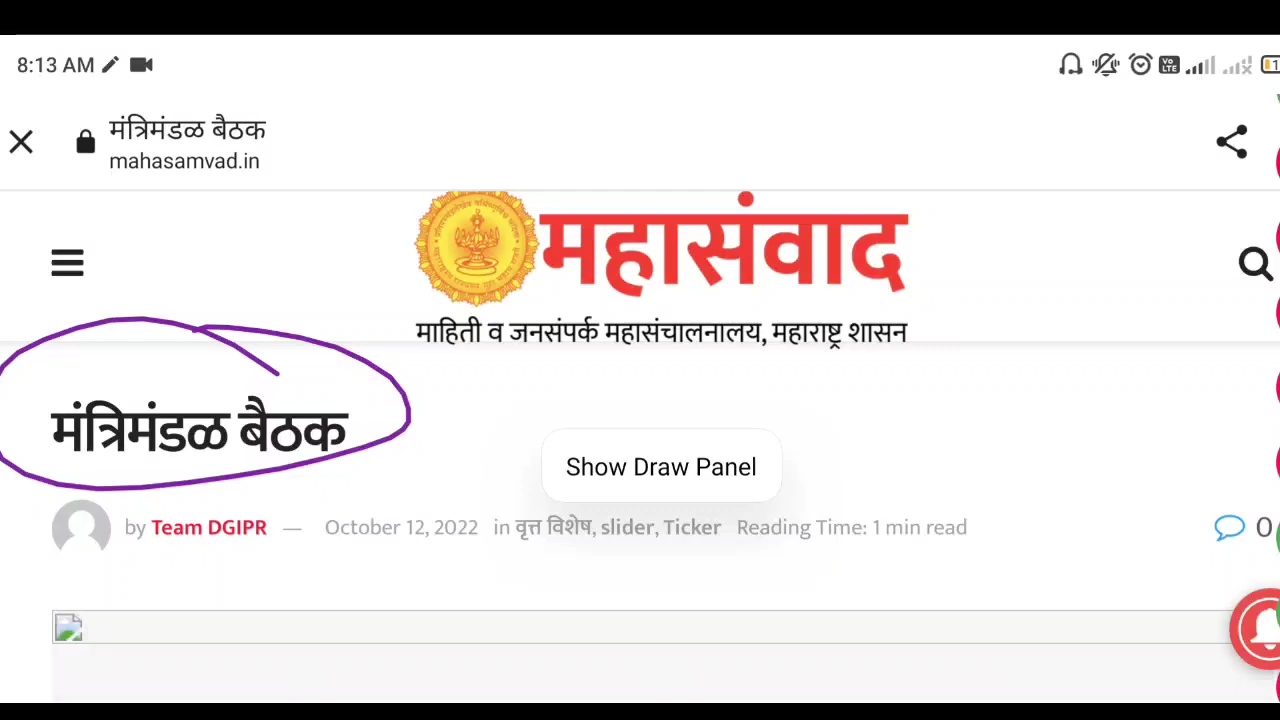 8:13 AM
मंत्रिमंडळ बैठक
mahasamvad.in
महासंवाद
माहिती व जनसंपर्क महासंचालनालय, महाराष्ट्र शासन
मंत्रिमंडळ बैठक
Show Draw Panel
by Team DGIPR — October 12, 2022 in वृत्त विशेष, slider, Ticker Reading Time: 1 min read 0